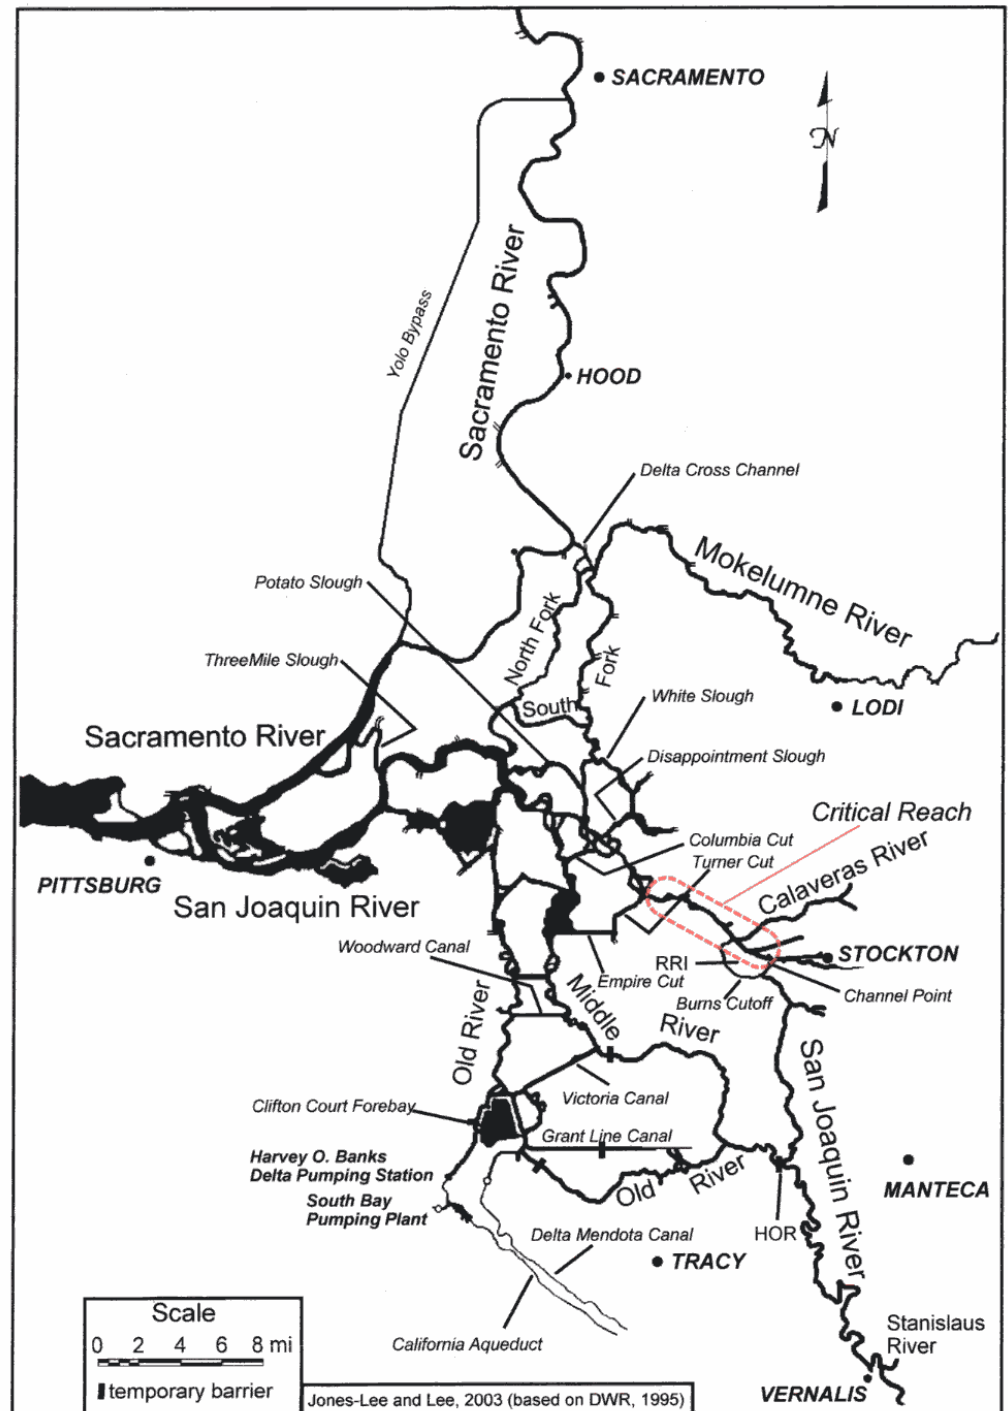 SACRAMENTO
N
Sacramento River
Yolo Bypass
HOOD
Delta Cross Channel
Mokelumne River
Potato Slough
North Fork
ThreeMile Slough
South Fork
White Slough
LODI
Sacramento River
Disappointment Slough
Critical Reach
Columbia Cut
Turner Cut
Calaveras River
PITTSBURG
San Joaquin River
Woodward Canal
STOCKTON
RRI
Empire Cut
Channel Point
Burns Cutoff
Old River
Middle River
San Joaquin River
Victoria Canal
Clifton Court Forebay
Grant Line Canal
Harvey O. Banks
Delta Pumping Station
Old River
MANTECA
South Bay
Pumping Plant
HOR
Delta Mendota Canal
TRACY
Scale
0 2 4 6 8 mi
temporary barrier
California Aqueduct
Stanislaus
River
VERNALIS
Jones-Lee and Lee, 2003 (based on DWR, 1995)